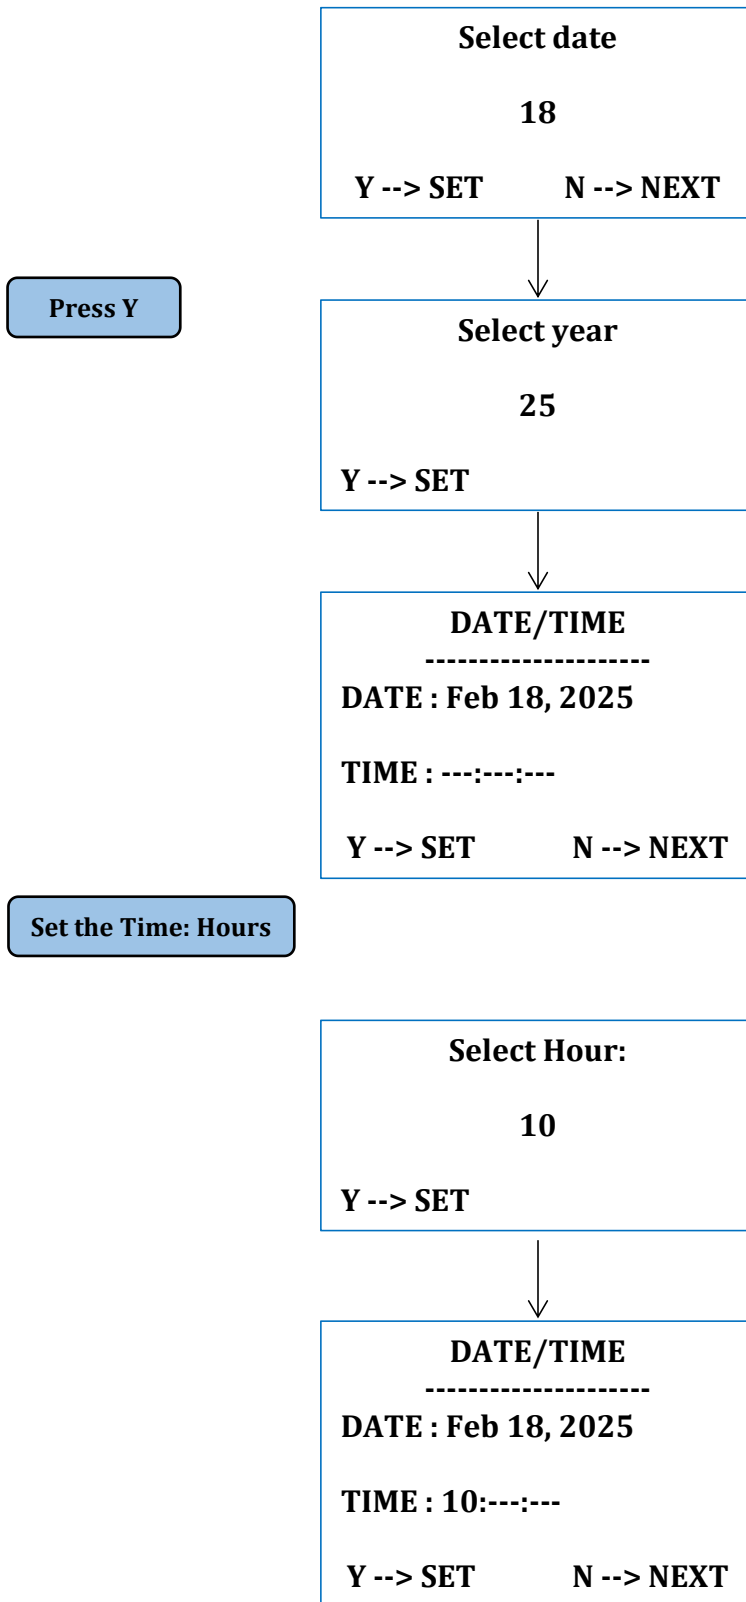 Select date
18
Y --> SET N --> NEXT
Press Y
Select year
25
Y --> SET
DATE/TIME
---------------------
DATE : Feb 18, 2025
TIME : ---:---:---
Y --> SET N --> NEXT
Set the Time: Hours
Select Hour:
10
Y --> SET
DATE/TIME
---------------------
DATE : Feb 18, 2025
TIME : 10:---:---
Y --> SET N --> NEXT